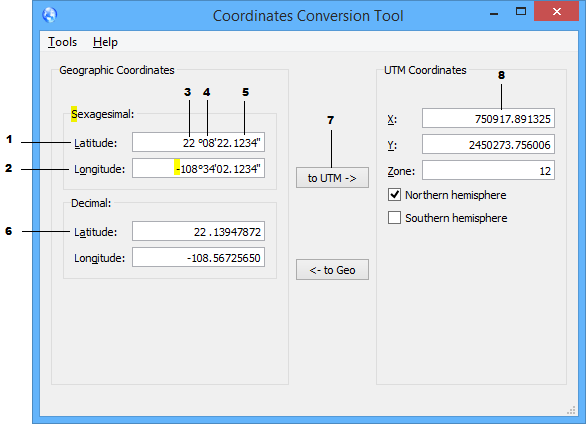 Coordinates Conversion Tool
Tools Help
Geographic Coordinates
3 4 5
Sexagesimal:
1 Latitude: 22 °08'22.1234"
2 Longitude: -108°34'02.1234"
Decimal:
6 Latitude: 22 .13947872
Longitude: -108.56725650
7
to UTM ->
<- to Geo
UTM Coordinates
8
X: 750917.891325
Y: 2450273.756006
Zone: 12
Northern hemisphere
Southern hemisphere